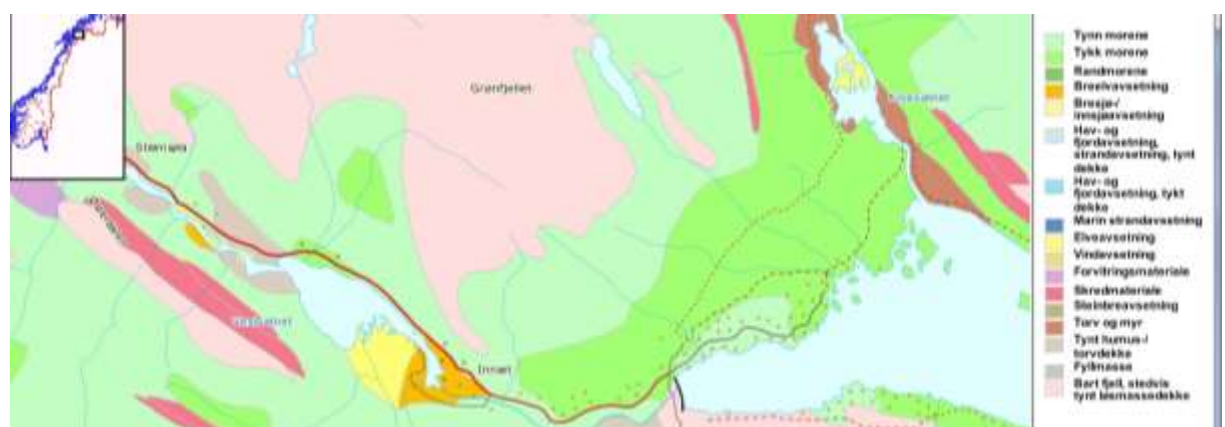 Grønfjellet
Innset
Tynn morene
Tykk morene
Randmorene
Breelvavsetning
Bresjø-/
innsjøavsetning
Hav- og
fjordavsetning,
strandavsetning, tynt
dekke
Hav- og
fjordavsetning, tykt
dekke
Marin strandavsetning
Elveavsetning
Vindavsetning
Forvitringsmateriale
Skredmateriale
Steinbreavsetning
Torv og myr
Tynt humus-/
torvdekke
Fyllmasse
Bart fjell, stedvis
tynt løsmassedekke